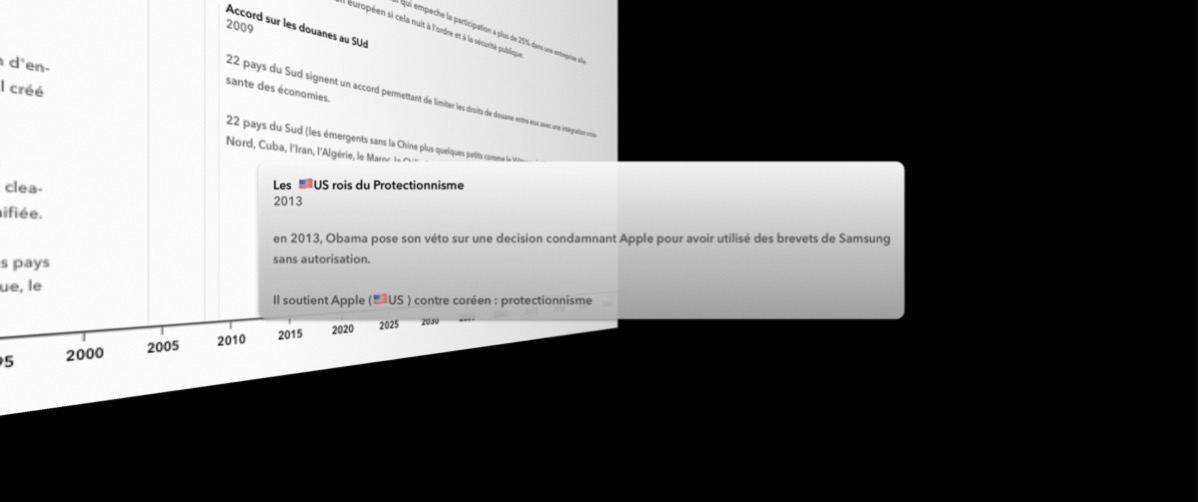 qui empeche la participation a plus de 25% dans une entreprise
européen si cela nuit à l'ordre et à la sécurité publique.
Accord sur les douanes au SUd
2009
22 pays du Sud signent un accord permettant de limiter les droits de douane entre eux avec une intégration
sante des économies.
22 pays du Sud (les émergents sans la Chine plus quelques petits comme le
Nord, Cuba, l'Iran, l'Algérie, le Maroc, le
d'en-
créé
clea-
nifiée.
s pays
ue, le
Les 🇺🇸US rois du Protectionnisme
2013
en 2013, Obama pose son véto sur une decision condamnant Apple pour avoir utilisé des brevets de Samsung
sans autorisation.
Il soutient Apple (🇺🇸US ) contre coréen : protectionnisme
2000 2005 2010 2015 2020 2025 2030